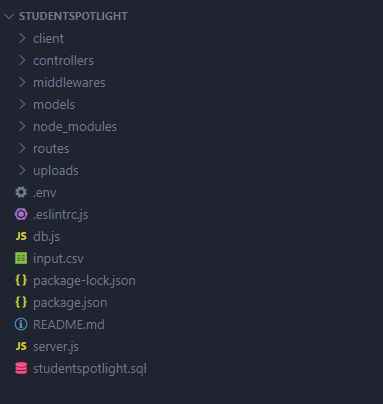 STUDENTSPOTLIGHT
client
controllers
middlewares
models
node_modules
routes
uploads
.env
.eslintrc.js
JS db.js
input.csv
{ } package-lock.json
{ } package.json
README.md
JS server.js
studentspotlight.sql